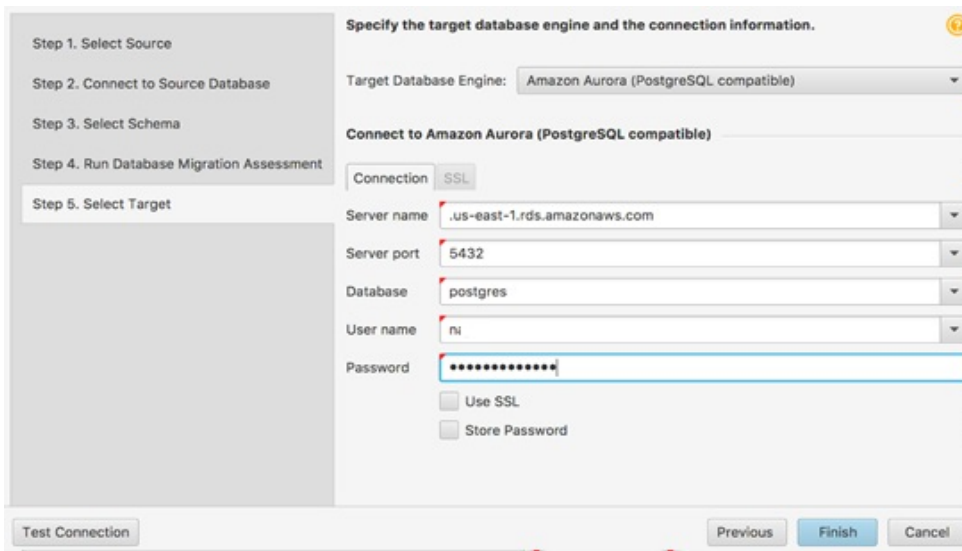 Step 1. Select Source
Step 2. Connect to Source Database
Step 3. Select Schema
Step 4. Run Database Migration Assessment
Step 5. Select Target
Specify the target database engine and the connection information.
Target Database Engine: Amazon Aurora (PostgreSQL compatible)
Connect to Amazon Aurora (PostgreSQL compatible)
Connection SSL
Server name .us-east-1.rds.amazonaws.com
Server port 5432
Database postgres
User name
Password •••••••••••••
Use SSL
Store Password
Test Connection Previous Finish Cancel